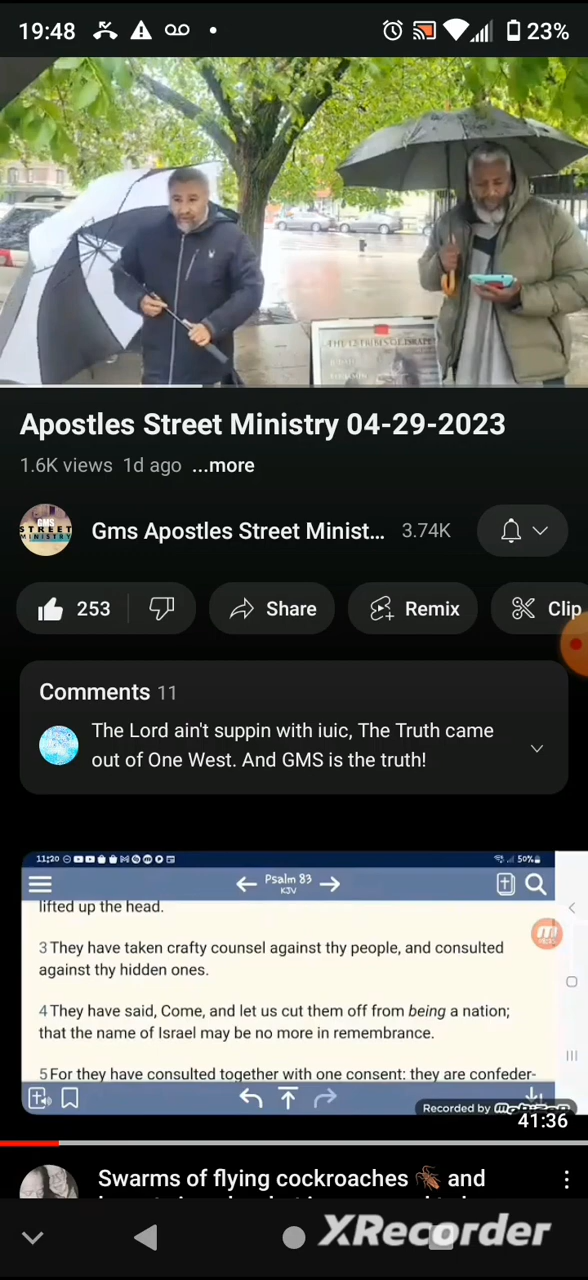 19:48
23%
THE 12 TRIBES OF ISRAEL
Apostles Street Ministry 04-29-2023
1.6K views 1d ago ...more
GMS
STREET
MINISTRY
Gms Apostles Street Minist... 3.74K
253 Share Remix Clip
Comments 11
The Lord ain't suppin with iuic, The Truth came
out of One West. And GMS is the truth!
11:20 50%
Psalm 83
KJV
lifted up the head.
3 They have taken crafty counsel against thy people, and consulted
against thy hidden ones.
4 They have said, Come, and let us cut them off from being a nation;
that the name of Israel may be no more in remembrance.
5 For they have consulted together with one consent: they are confeder-
Recorded by
41:36
Swarms of flying cockroaches 🪳 and
XRecorder